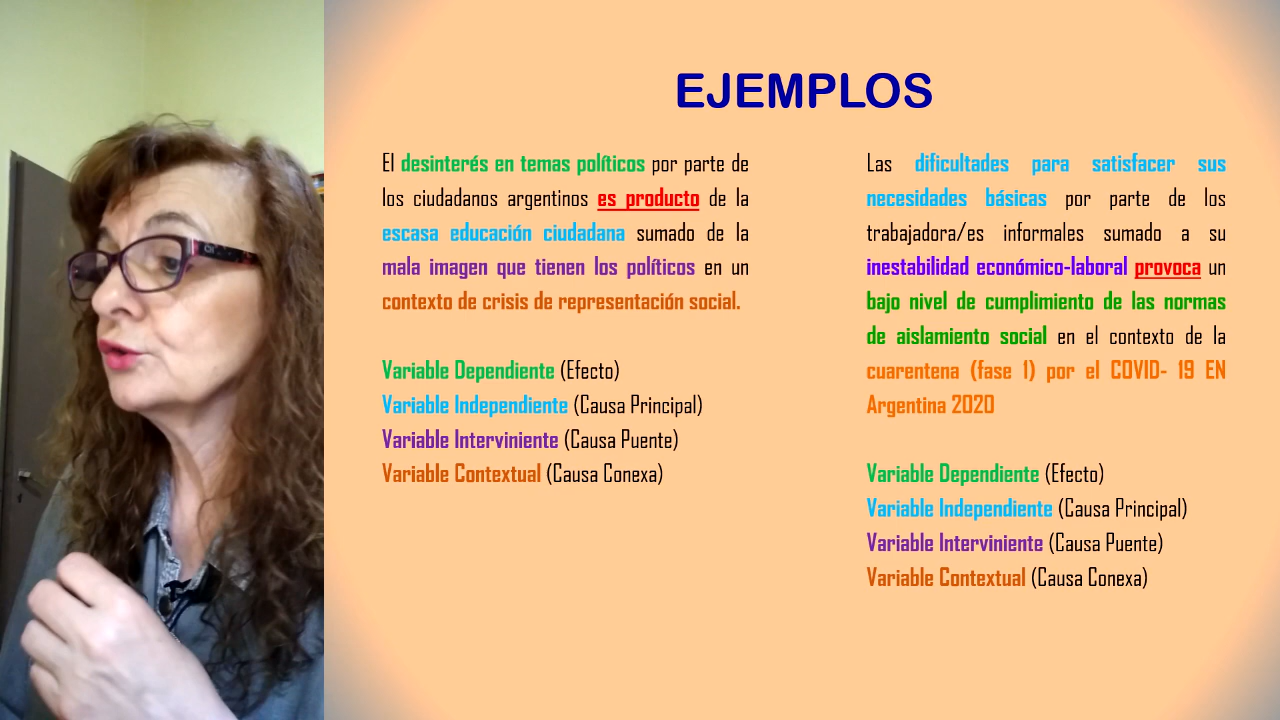 EJEMPLOS
El desinterés en temas políticos por parte de
los ciudadanos argentinos es producto de la
escasa educación ciudadana sumado de la
mala imagen que tienen los políticos en un
contexto de crisis de representación social.
Variable Dependiente (Efecto)
Variable Independiente (Causa Principal)
Variable Interviniente (Causa Puente)
Variable Contextual (Causa Conexa)
Las dificultades para satisfacer sus
necesidades básicas por parte de los
trabajadora/es informales sumado a su
inestabilidad económico-laboral provoca un
bajo nivel de cumplimiento de las normas
de aislamiento social en el contexto de la
cuarentena (fase 1) por el COVID- 19 EN
Argentina 2020
Variable Dependiente (Efecto)
Variable Independiente (Causa Principal)
Variable Interviniente (Causa Puente)
Variable Contextual (Causa Conexa)